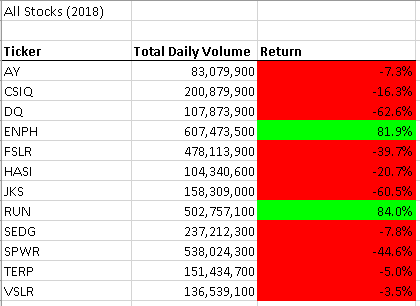 All Stocks (2018)
Ticker Total Daily Volume Return
AY 83,079,900 -7.3%
CSIQ 200,879,900 -16.3%
DQ 107,873,900 -62.6%
ENPH 607,473,500 81.9%
FSLR 478,113,900 -39.7%
HASI 104,340,600 -20.7%
JKS 158,309,000 -60.5%
RUN 502,757,100 84.0%
SEDG 237,212,300 -7.8%
SPWR 538,024,300 -44.6%
TERP 151,434,700 -5.0%
VSLR 136,539,100 -3.5%